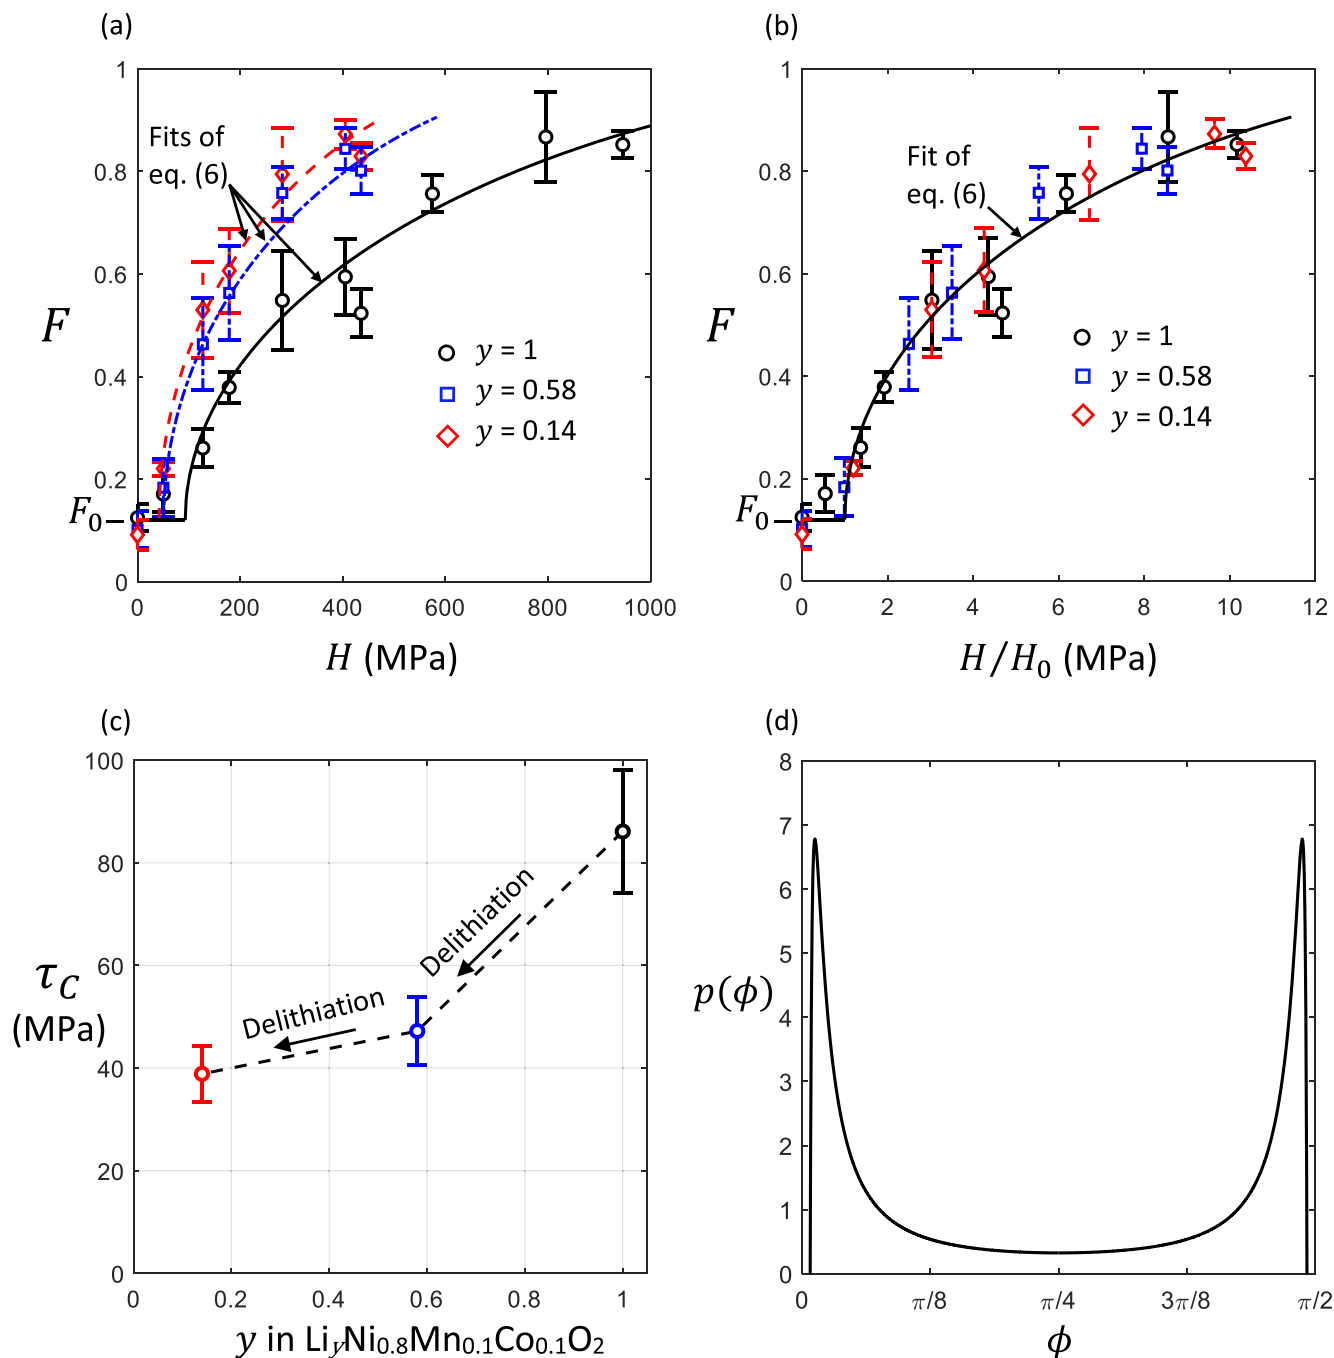 (a)
1
0.8
0.6
0.4
0.2
0
F
F₀
Fits of
eq. (6)
y = 1
y = 0.58
y = 0.14
0 200 400 600 800 1000
H (MPa)
(b)
1
0.8
0.6
0.4
0.2
0
F
F₀
Fit of
eq. (6)
y = 1
y = 0.58
y = 0.14
0 2 4 6 8 10 12
H/H₀ (MPa)
(c)
100
80
60
40
20
0
τ_C
(MPa)
Delithiation
Delithiation
0 0.2 0.4 0.6 0.8 1
y in LiᵧNi₀.₈Mn₀.₁Co₀.₁O₂
(d)
8
7
6
5
4
3
2
1
0
p(ϕ)
0 π/8 π/4 3π/8 π/2
ϕ